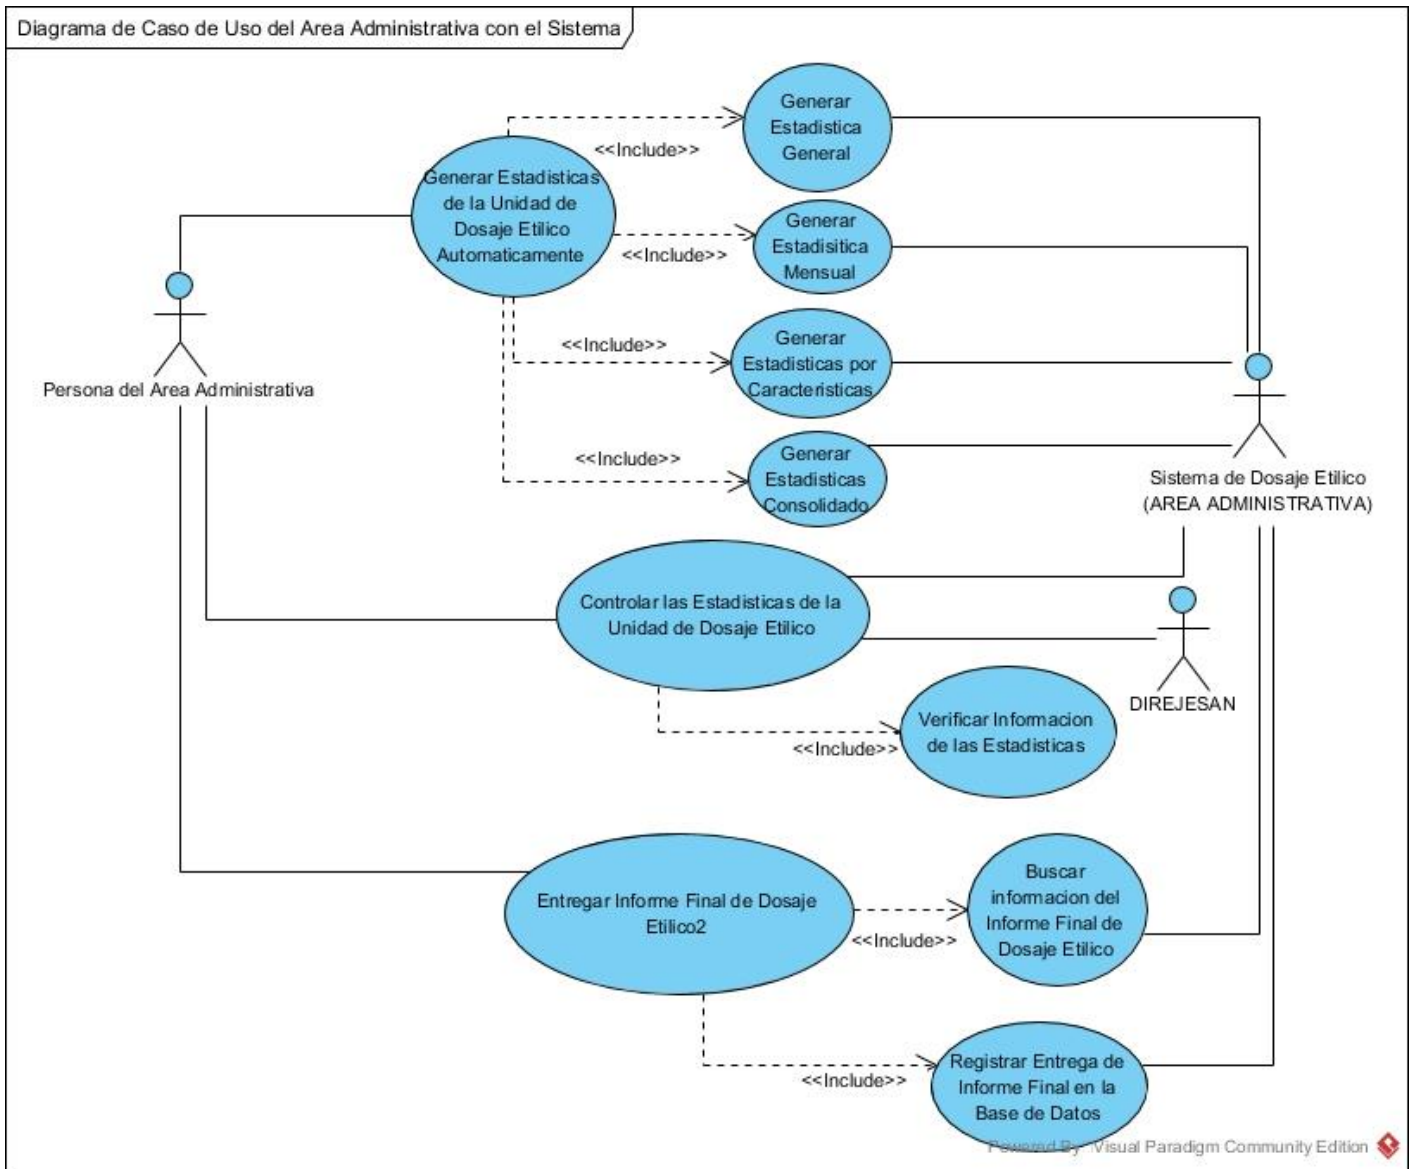 Diagrama de Caso de Uso del Area Administrativa con el Sistema
Generar
Estadistica
General
<<Include>>
Generar Estadisticas
de la Unidad de
Dosaje Etilico
Automaticamente
Generar
Estadisitica
Mensual
<<Include>>
Generar
Estadisticas por
Caracteristicas
<<Include>>
Persona del Area Administrativa
Generar
Estadisticas
Consolidado
<<Include>>
Sistema de Dosaje Etilico
(AREA ADMINISTRATIVA)
Controlar las Estadisticas de la
Unidad de Dosaje Etilico
DIREJESAN
Verificar Informacion
de las Estadisticas
<<Include>>
Entregar Informe Final de Dosaje
Etilico2
Buscar
informacion del
Informe Final de
Dosaje Etilico
<<Include>>
Registrar Entrega de
Informe Final en la
Base de Datos
<<Include>>
Powered By Visual Paradigm Community Edition